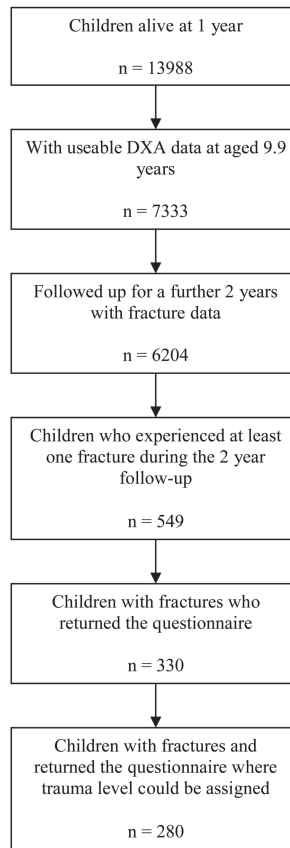 Children alive at 1 year
n = 13988
With useable DXA data at aged 9.9
years
n = 7333
Followed up for a further 2 years
with fracture data
n = 6204
Children who experienced at least
one fracture during the 2 year
follow-up
n = 549
Children with fractures who
returned the questionnaire
n = 330
Children with fractures and
returned the questionnaire where
trauma level could be assigned
n = 280